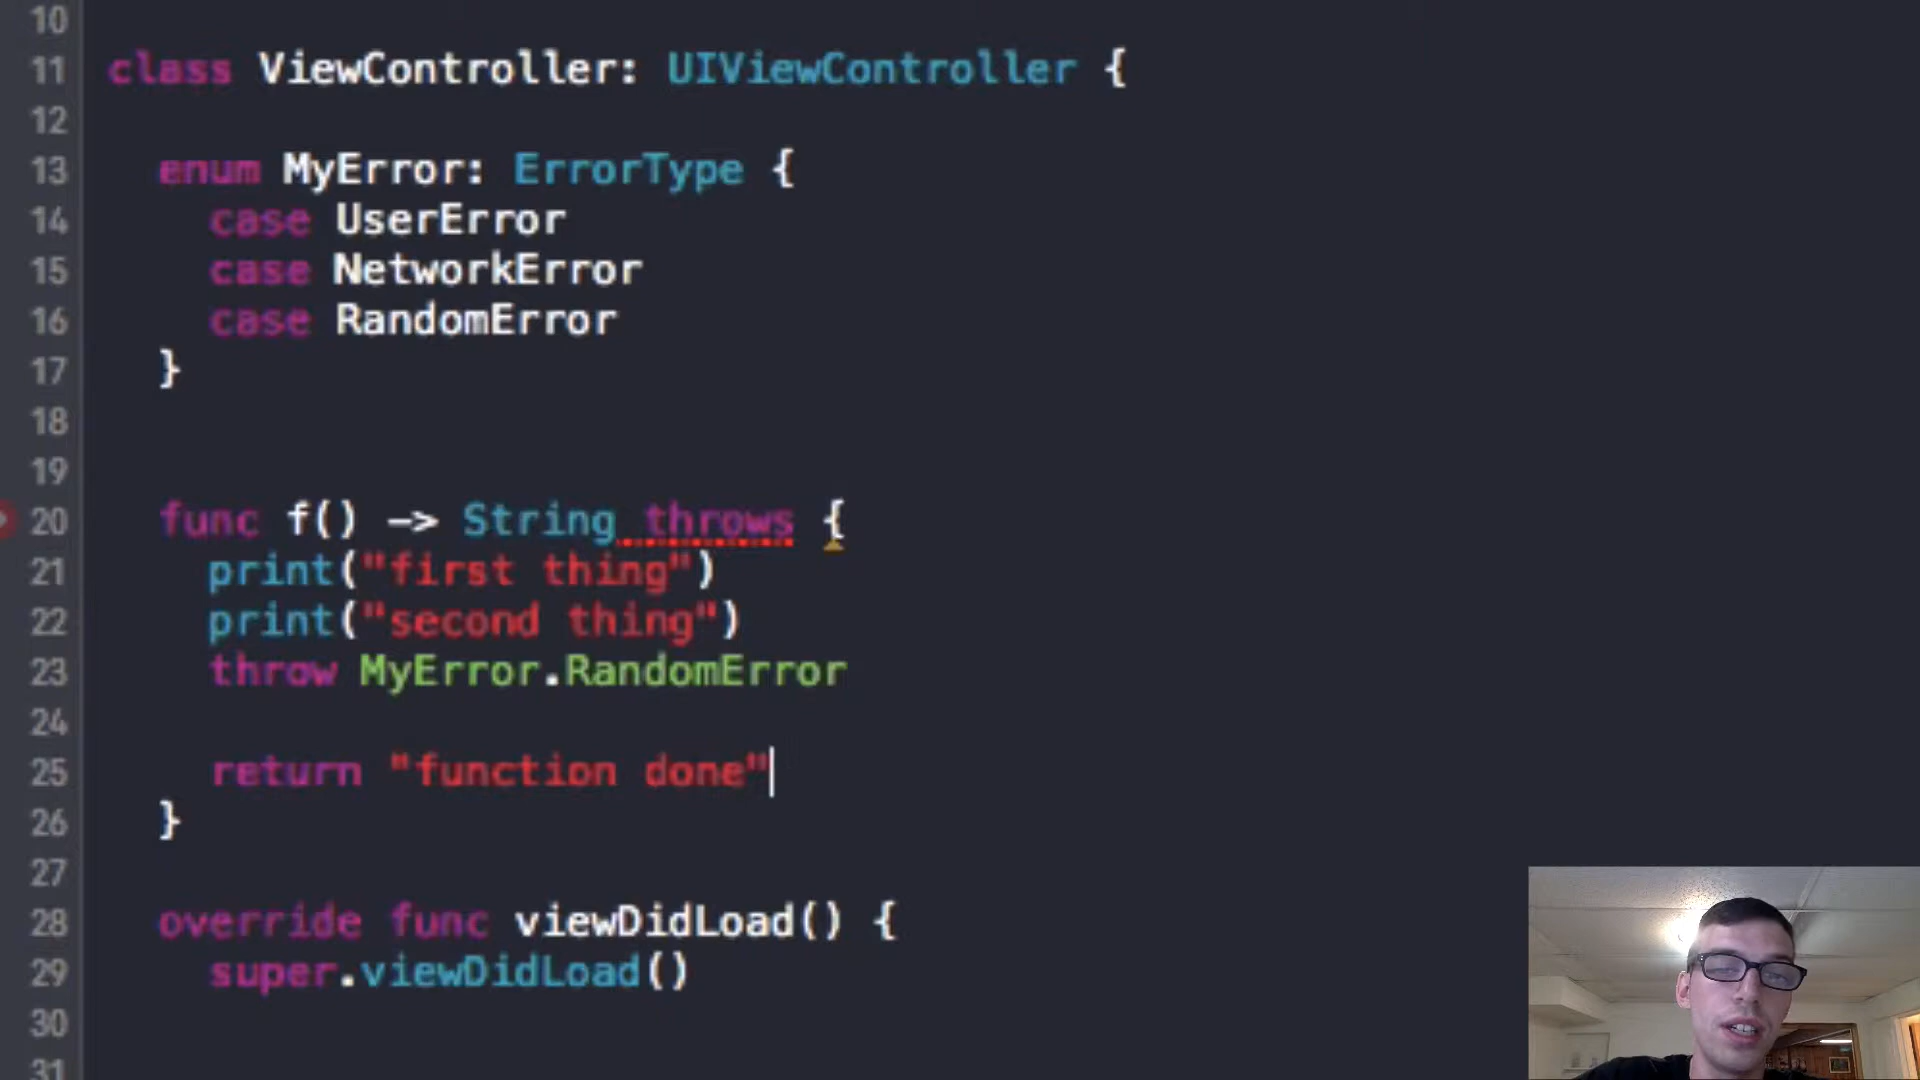 10
11 class ViewController: UIViewController {
12
13 enum MyError: ErrorType {
14 case UserError
15 case NetworkError
16 case RandomError
17 }
18
19
20 func f() -> String throws {
21 print("first thing")
22 print("second thing")
23 throw MyError.RandomError
24
25 return "function done"
26 }
27
28 override func viewDidLoad() {
29 super.viewDidLoad()
30
31